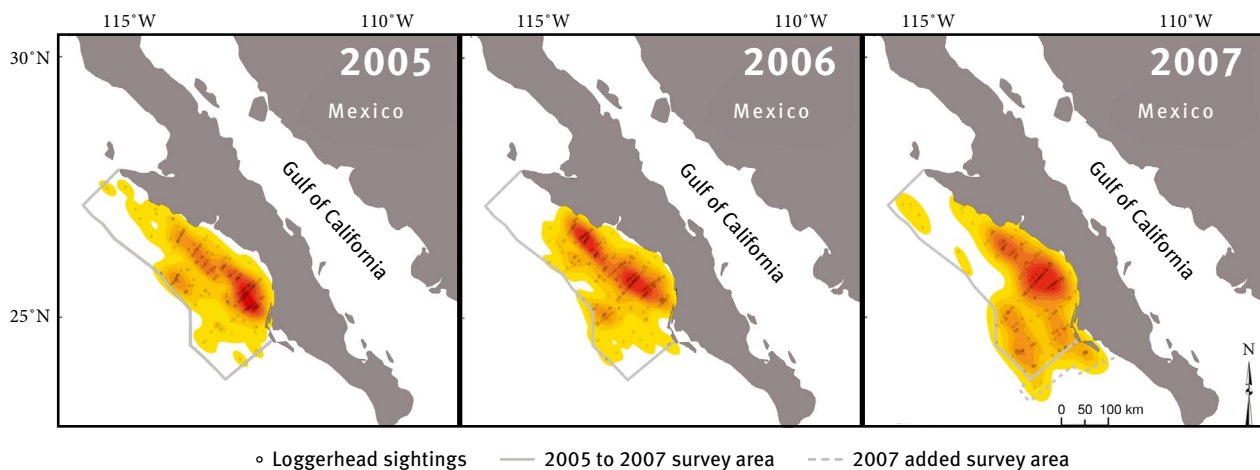 115°W
110°W
115°W
110°W
115°W
110°W
30°N
25°N
2005
Mexico
Gulf of California
2006
Mexico
Gulf of California
2007
Mexico
Gulf of California
N
0 50 100 km
Loggerhead sightings
2005 to 2007 survey area
2007 added survey area